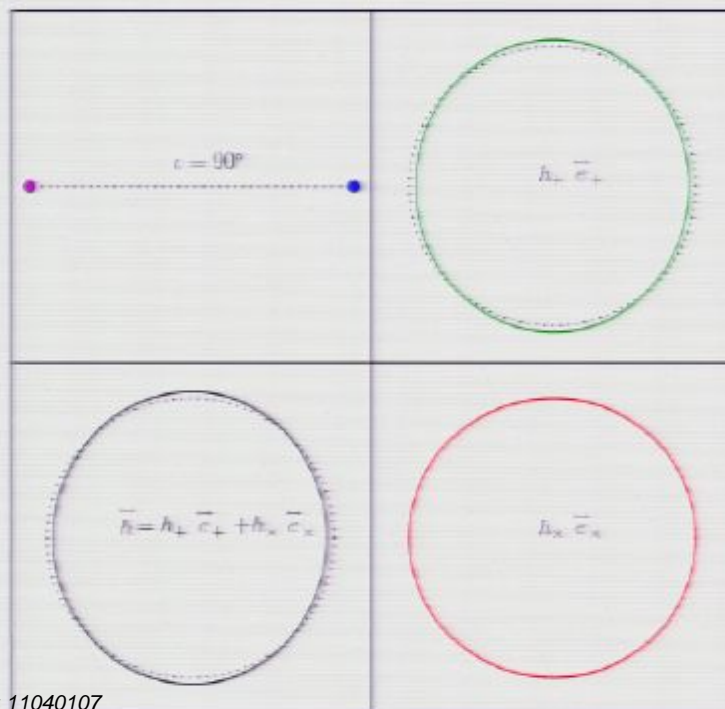 ι = 90°
h₊ e⃗₊
h⃗ = h₊ e⃗₊ + hₓ e⃗ₓ
hₓ e⃗ₓ
11040107